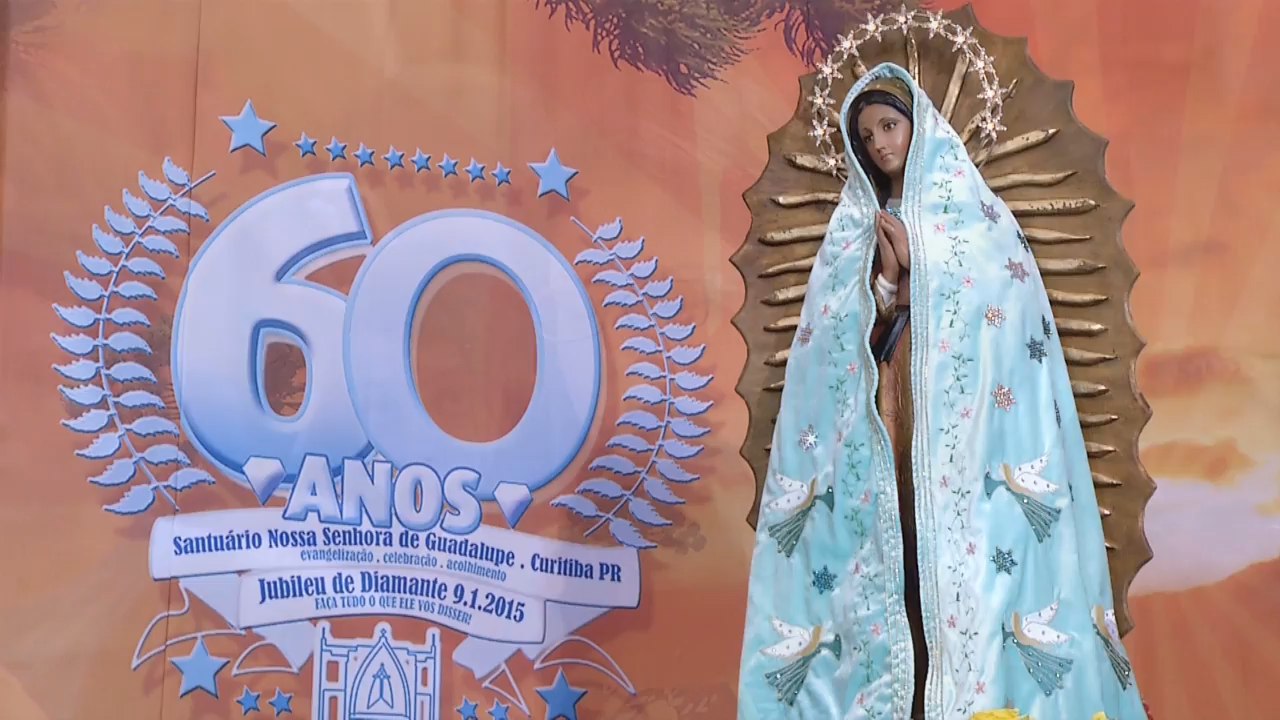 60
ANOS
Santuário Nossa Senhora de Guadalupe . Curitiba PR
evangelização . celebração . acolhimento
Jubileu de Diamante 9.1.2015
FAÇA TUDO O QUE ELE VOS DISSER!